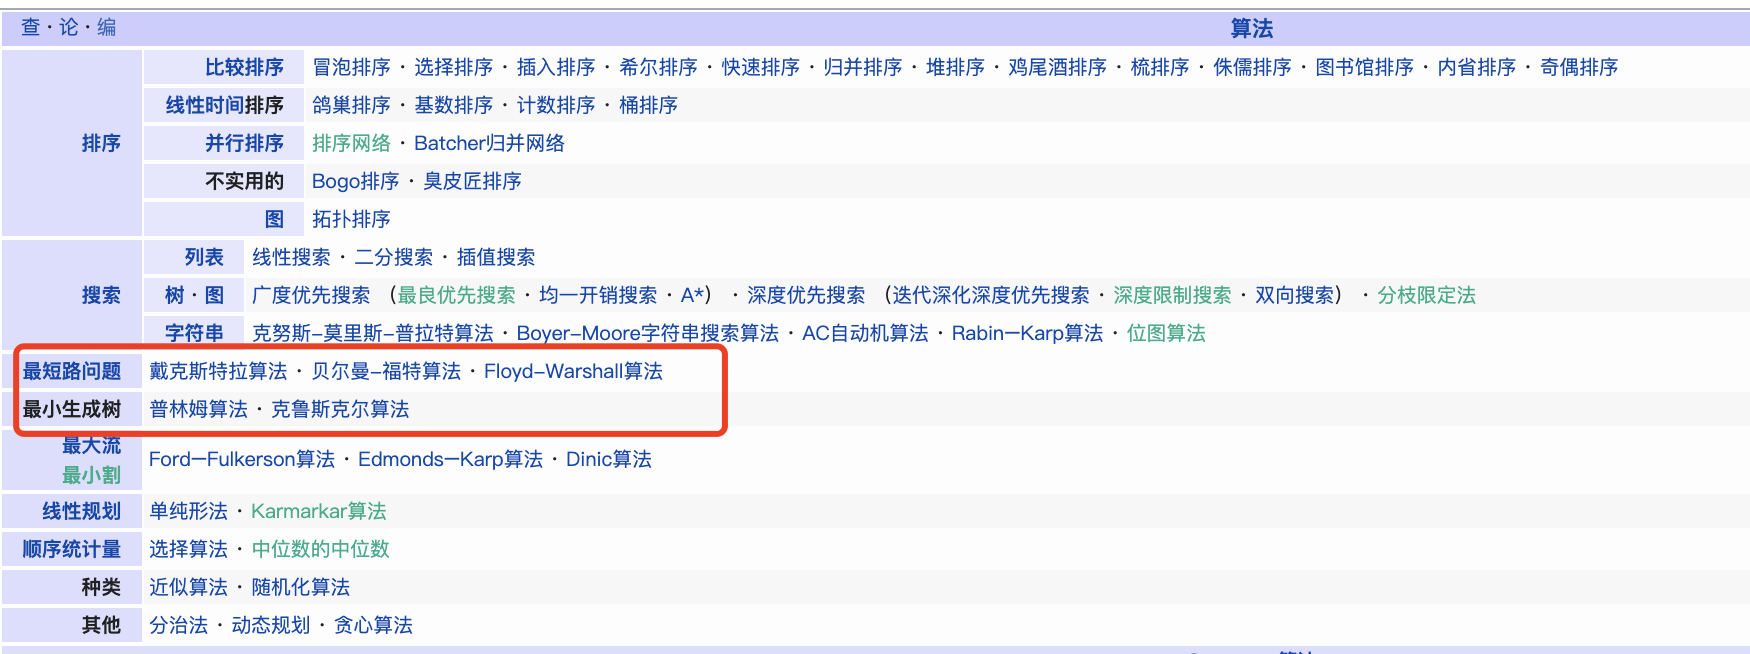 查·论·编 算法
排序
比较排序 冒泡排序 · 选择排序 · 插入排序 · 希尔排序 · 快速排序 · 归并排序 · 堆排序 · 鸡尾酒排序 · 梳排序 · 侏儒排序 · 图书馆排序 · 内省排序 · 奇偶排序
线性时间排序 鸽巢排序 · 基数排序 · 计数排序 · 桶排序
并行排序 排序网络 · Batcher归并网络
不实用的 Bogo排序 · 臭皮匠排序
图 拓扑排序
搜索
列表 线性搜索 · 二分搜索 · 插值搜索
树 · 图 广度优先搜索 （最良优先搜索 · 均一开销搜索 · A*） · 深度优先搜索 （迭代深化深度优先搜索 · 深度限制搜索 · 双向搜索） · 分枝限定法
字符串 克努斯-莫里斯-普拉特算法 · Boyer-Moore字符串搜索算法 · AC自动机算法 · Rabin—Karp算法 · 位图算法
最短路问题 戴克斯特拉算法 · 贝尔曼-福特算法 · Floyd-Warshall算法
最小生成树 普林姆算法 · 克鲁斯克尔算法
最大流
最小割
Ford—Fulkerson算法 · Edmonds—Karp算法 · Dinic算法
线性规划 单纯形法 · Karmarkar算法
顺序统计量 选择算法 · 中位数的中位数
种类 近似算法 · 随机化算法
其他 分治法 · 动态规划 · 贪心算法